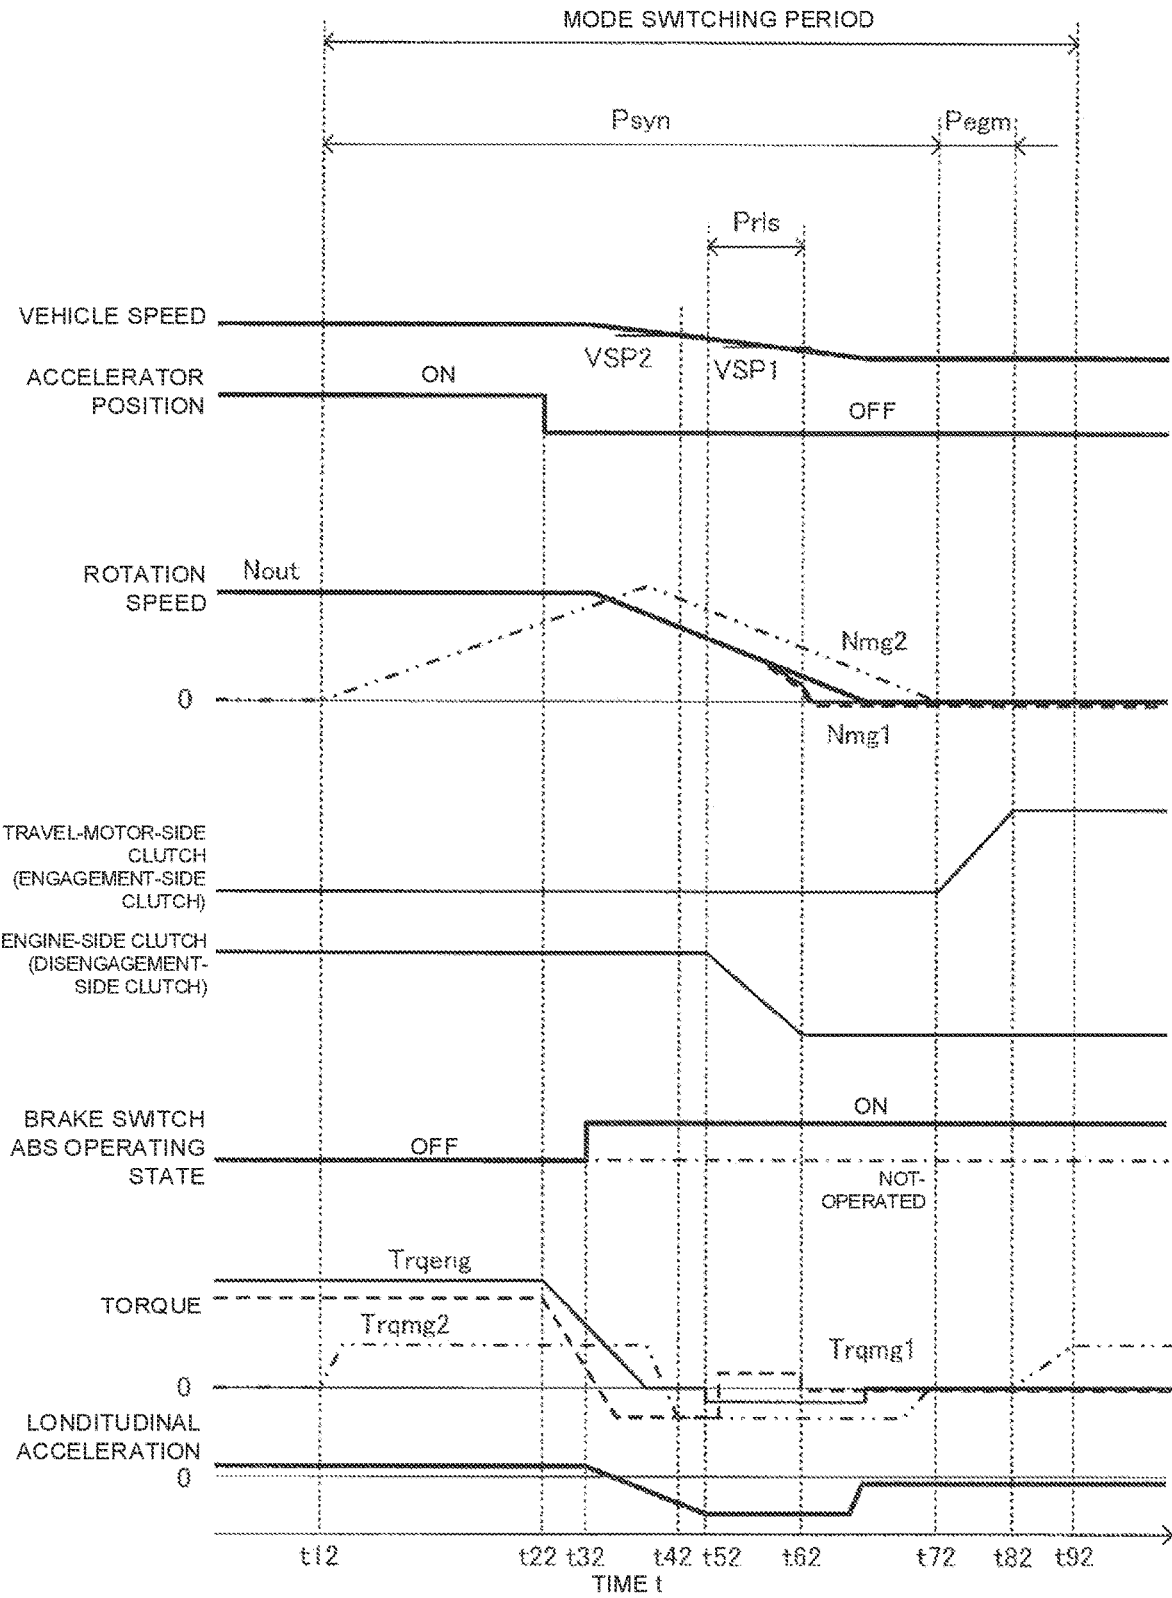 MODE SWITCHING PERIOD
Psyn
Pegm
Prls
VEHICLE SPEED
VSP2
VSP1
ACCELERATOR
POSITION
ON
OFF
ROTATION
SPEED
Nout
Nmg2
0
Nmg1
TRAVEL-MOTOR-SIDE
CLUTCH
(ENGAGEMENT-SIDE
CLUTCH)
ENGINE-SIDE CLUTCH
(DISENGAGEMENT-
SIDE CLUTCH)
BRAKE SWITCH
ABS OPERATING
STATE
OFF
ON
NOT-
OPERATED
Trqeng
TORQUE
Trqmg2
Trqmg1
0
LONDITUDINAL
ACCELERATION
0
t12 t22 t32 t42 t52 t62 t72 t82 t92
TIME t